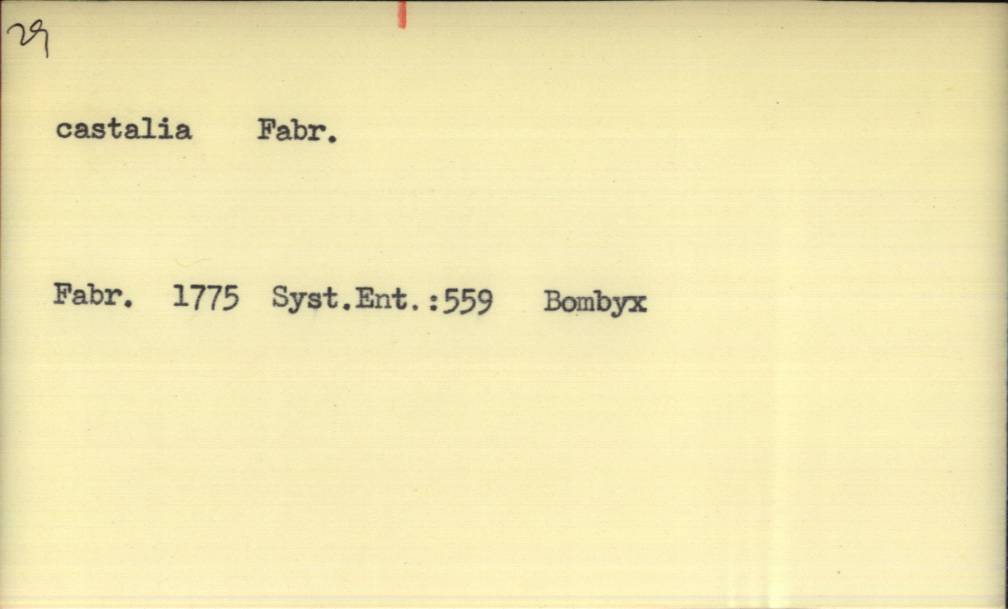 29
castalia Fabr.
Fabr. 1775 Syst.Ent.:559 Bombyx